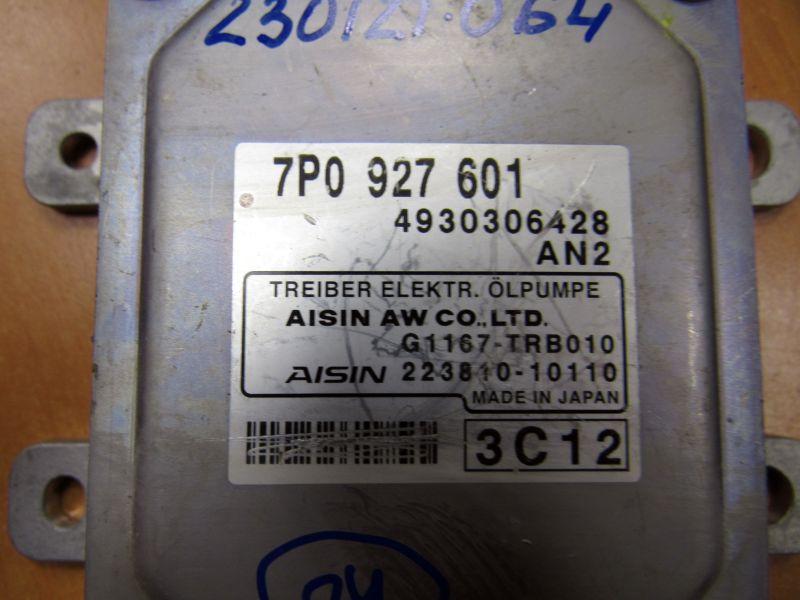 230121.064
7P0 927 601
4930306428
AN2
TREIBER ELEKTR. ÖLPUMPE
AISIN AW CO.,LTD.
G1167-TRB010
AISIN 223810-10110
MADE IN JAPAN
3C12